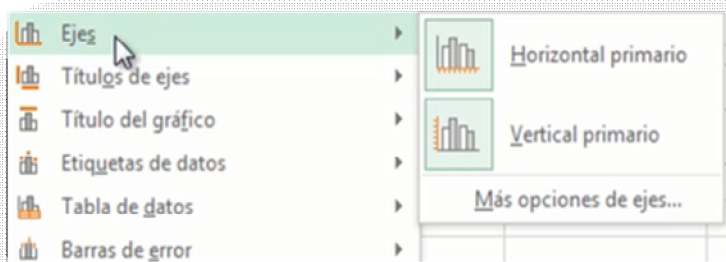 Ejes
Títulos de ejes
Título del gráfico
Etiquetas de datos
Tabla de datos
Barras de error
Horizontal primario
Vertical primario
Más opciones de ejes...